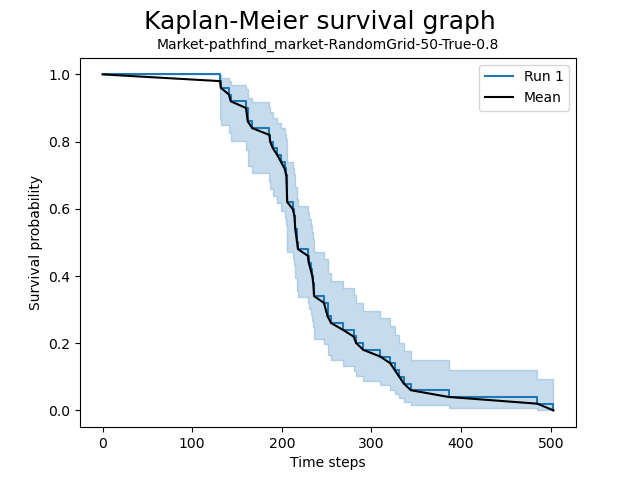 Kaplan-Meier survival graph
Market-pathfind_market-RandomGrid-50-True-0.8
Run 1
Mean
Survival probability
1.0
0.8
0.6
0.4
0.2
0.0
0 100 200 300 400 500
Time steps